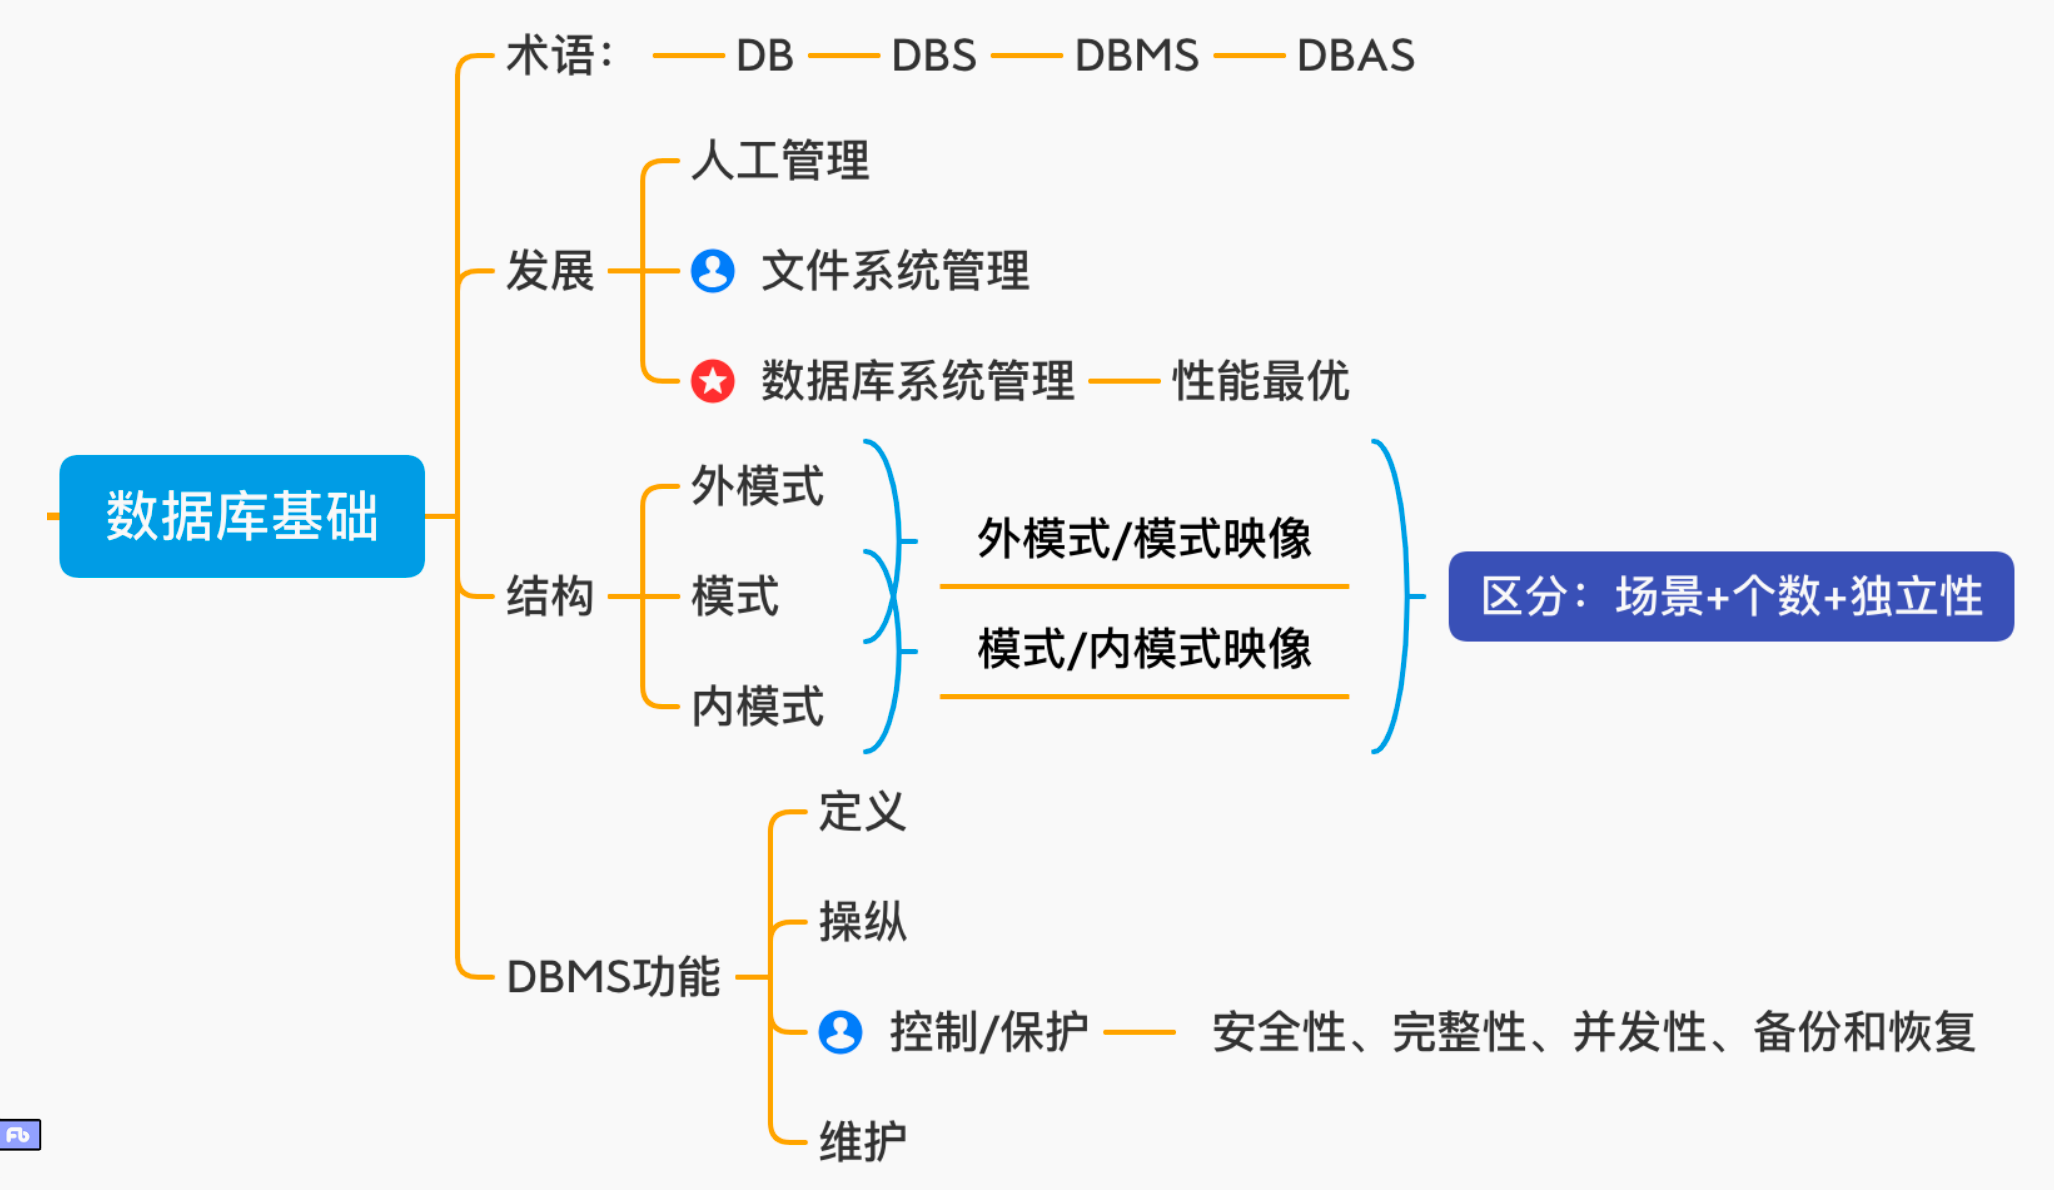 术语： DB DBS DBMS DBAS
人工管理
发展
文件系统管理
数据库系统管理 性能最优
数据库基础
外模式
外模式/模式映像
结构
模式
区分：场景+个数+独立性
模式/内模式映像
内模式
定义
操纵
DBMS功能
控制/保护 安全性、完整性、并发性、备份和恢复
维护
Fb